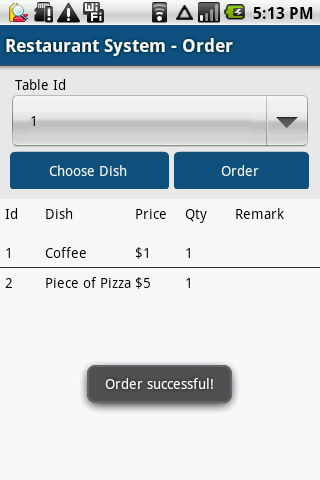 5:13 PM
Restaurant System - Order
Table Id
1
Choose Dish Order
Id Dish Price Qty Remark
1 Coffee $1 1
2 Piece of Pizza $5 1
Order successful!